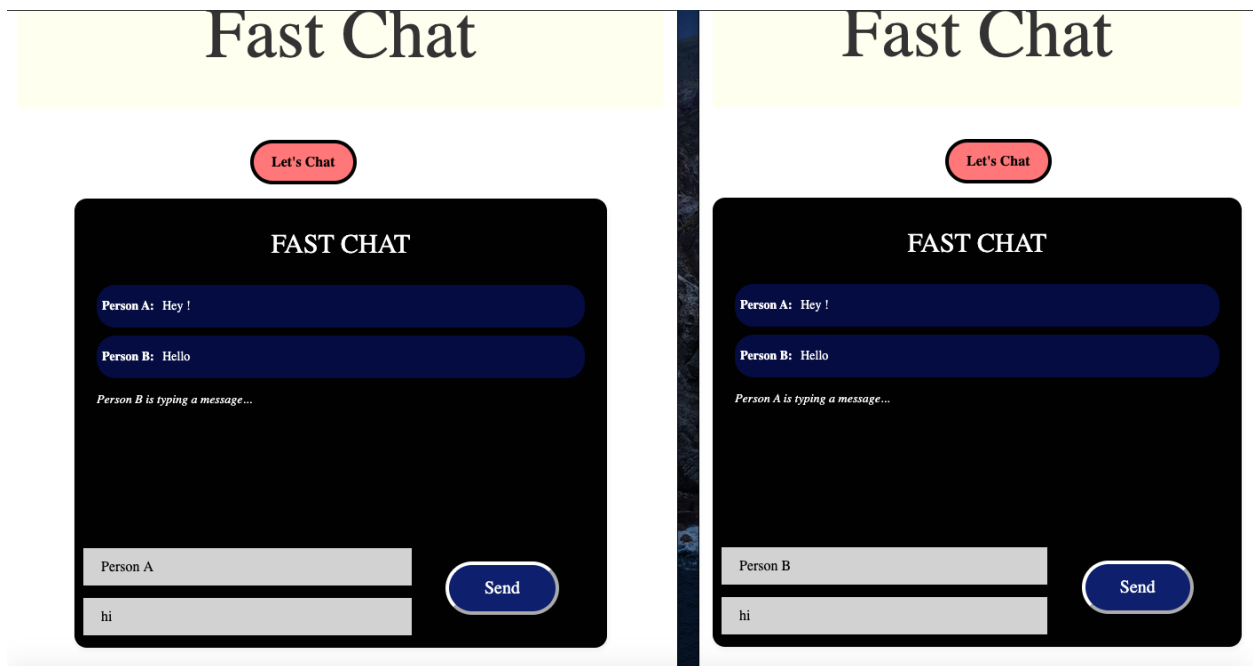 Fast Chat
Let's Chat
FAST CHAT
Person A: Hey !
Person B: Hello
Person B is typing a message...
Person A
hi
Send
Fast Chat
Let's Chat
FAST CHAT
Person A: Hey !
Person B: Hello
Person A is typing a message...
Person B
hi
Send